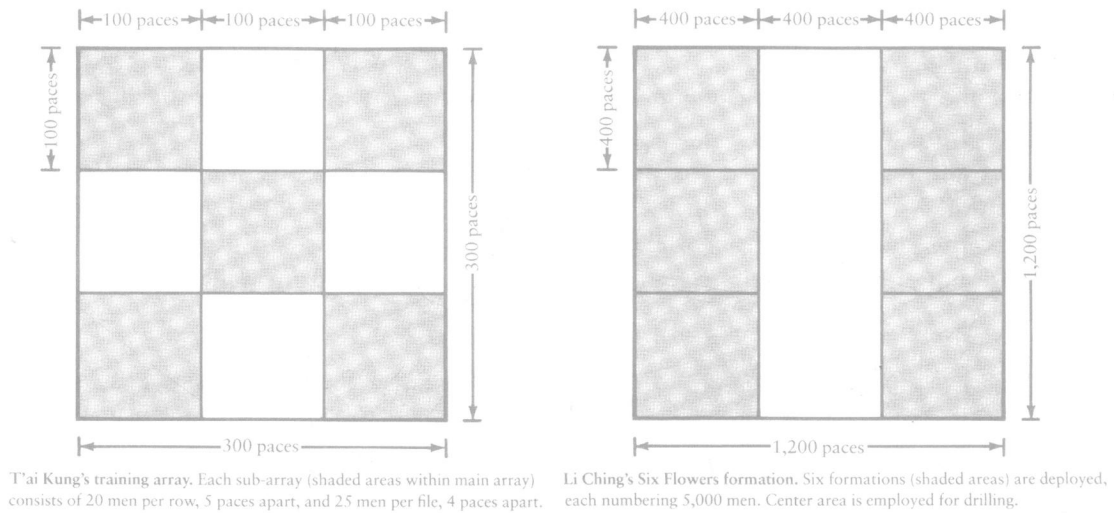 100 paces 100 paces 100 paces
100 paces
300 paces
300 paces
T'ai Kung's training array. Each sub-array (shaded areas within main array)
consists of 20 men per row, 5 paces apart, and 25 men per file, 4 paces apart.
400 paces 400 paces 400 paces
400 paces
1,200 paces
1,200 paces
Li Ching's Six Flowers formation. Six formations (shaded areas) are deployed,
each numbering 5,000 men. Center area is employed for drilling.